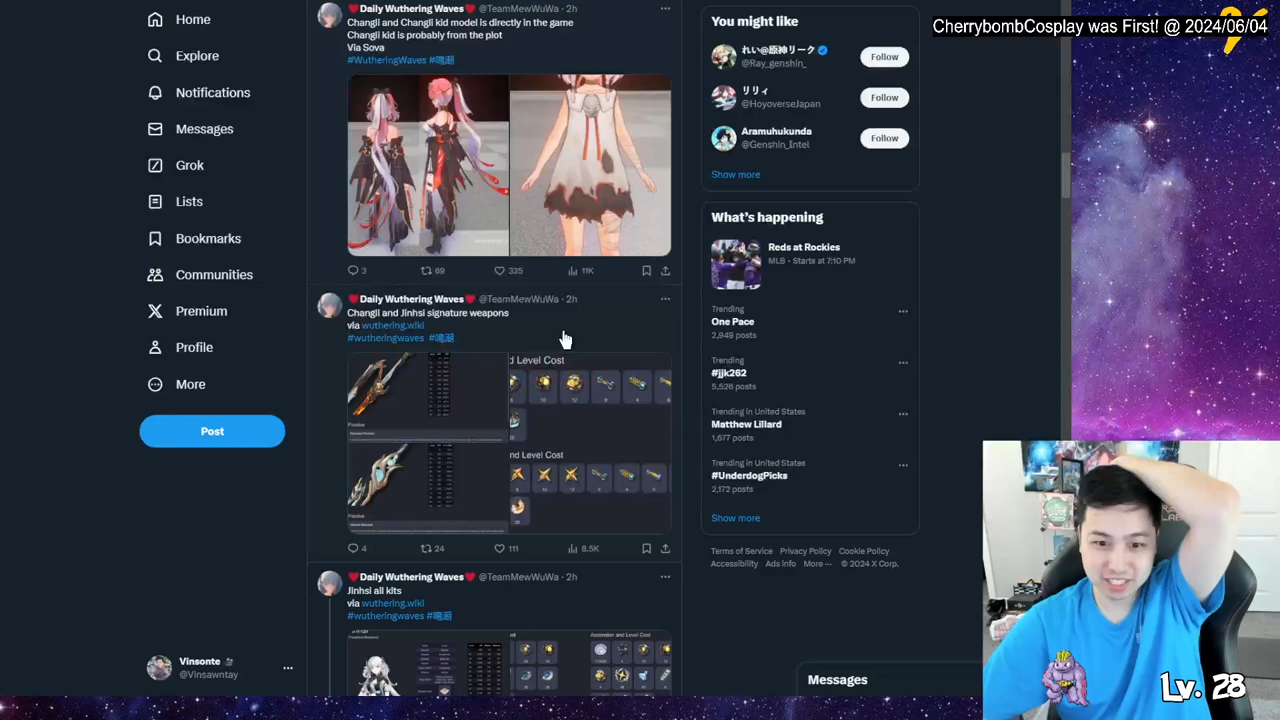 Home
Explore
Notifications
Messages
Grok
Lists
Bookmarks
Communities
Premium
Profile
More
Post
Daily Wuthering Waves @TeamMewWuWa · 2h
Changli and Changli kid model is directly in the game
Changli kid is probably from the plot
Via Sova
#WutheringWaves #鳴潮
3
69
335
11K
Daily Wuthering Waves @TeamMewWuWa · 2h
Changli and Jinhsi signature weapons
via wuthering.wiki
#wutheringwaves #鳴潮
d Level Cost
Passive
nd Level Cost
Passive
4
24
111
8.5K
Daily Wuthering Waves @TeamMewWuWa · 2h
Jinhsi all kits
via wuthering.wiki
#wutheringwaves #鳴潮
Ascension and Level Cost
You might like
れい@原神リーク
@Ray_genshin_
Follow
リリィ
@HoyoverseJapan
Follow
Aramuhukunda
@Genshin_Intel
Follow
Show more
What's happening
Reds at Rockies
MLB · Starts at 7:10 PM
Trending
One Pace
2,949 posts
Trending
#jjk262
5,526 posts
Trending in United States
Matthew Lillard
1,677 posts
Trending in United States
#UnderdogPicks
2,172 posts
Show more
Terms of Service Privacy Policy Cookie Policy
Accessibility Ads info More ··· © 2024 X Corp.
Messages
CherrybombCosplay was First! @ 2024/06/04
Lv. 28